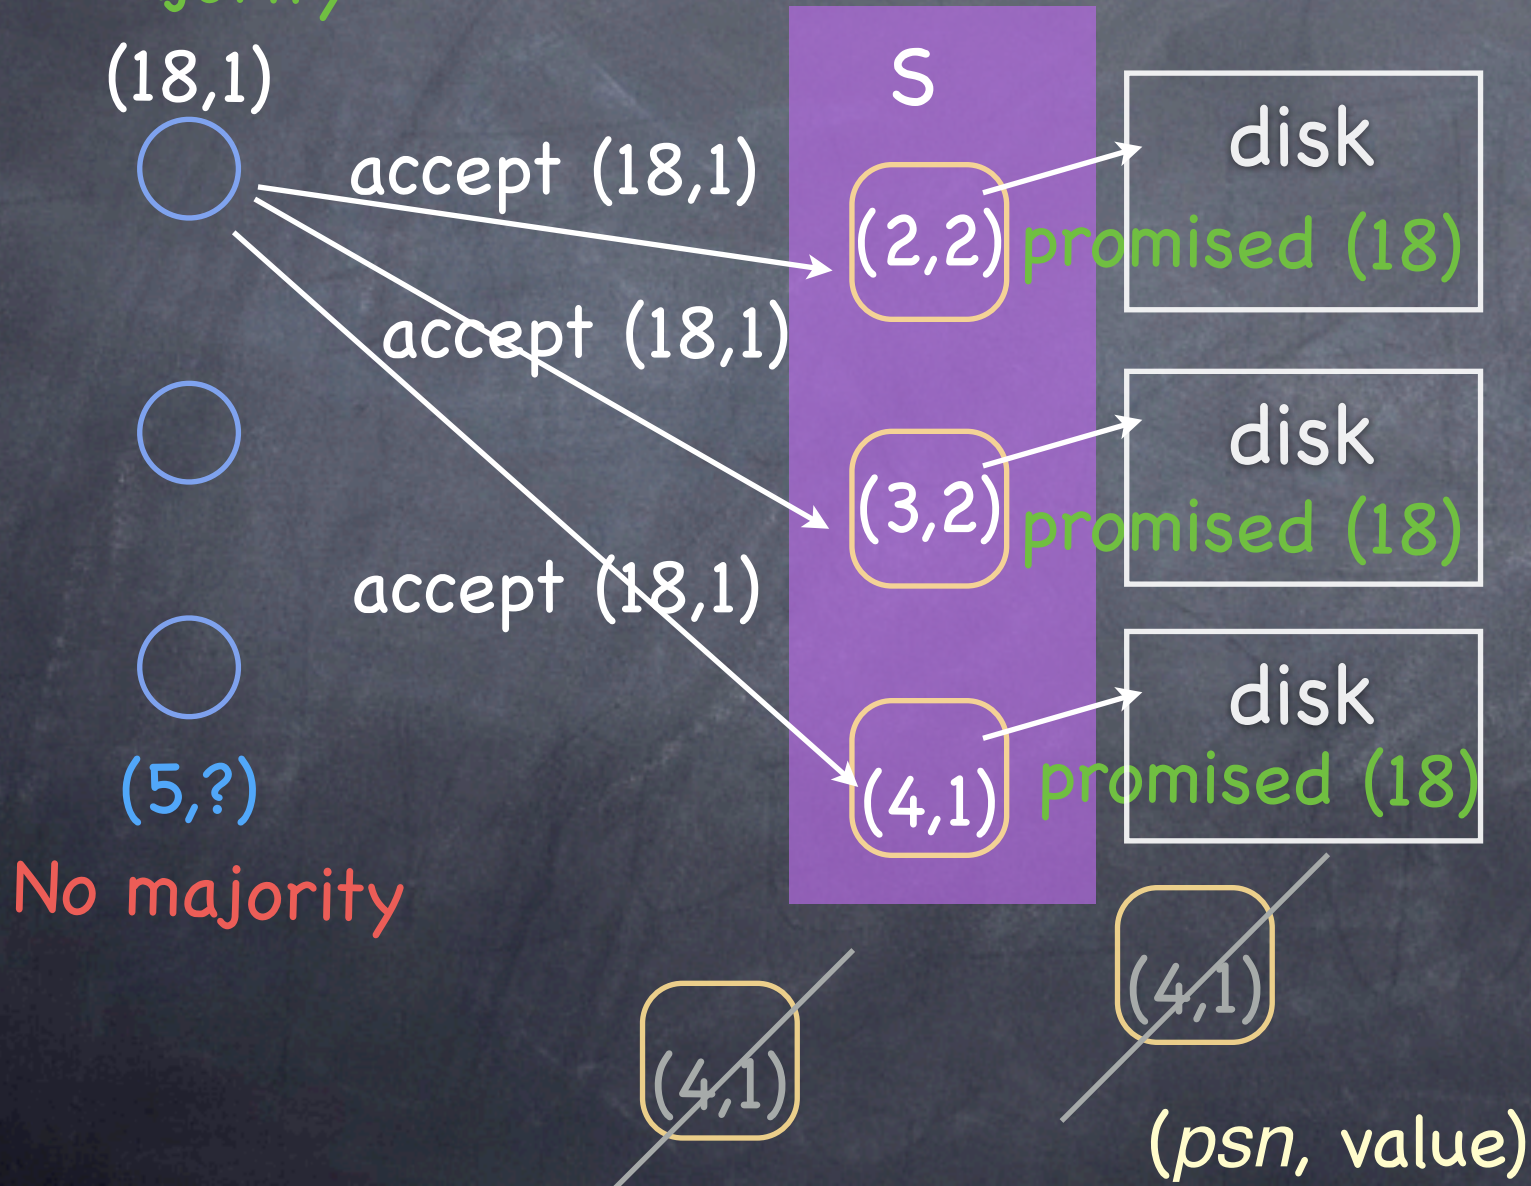 (18,1)
S
disk
accept (18,1)
(2,2)
promised (18)
accept (18,1)
disk
(3,2)
promised (18)
accept (18,1)
disk
(5,?)
(4,1)
promised (18)
No majority
(4,1)
(4,1)
(psn, value)